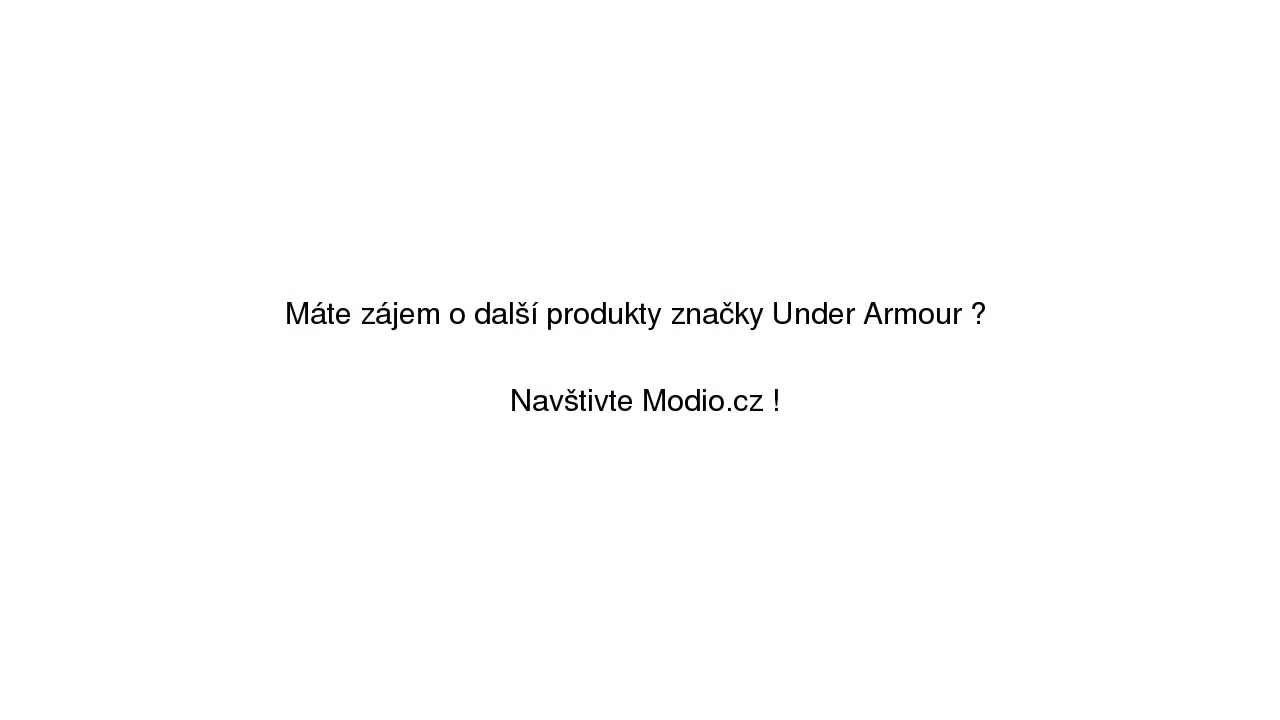 Máte zájem o další produkty značky Under Armour ?
Navštivte Modio.cz !